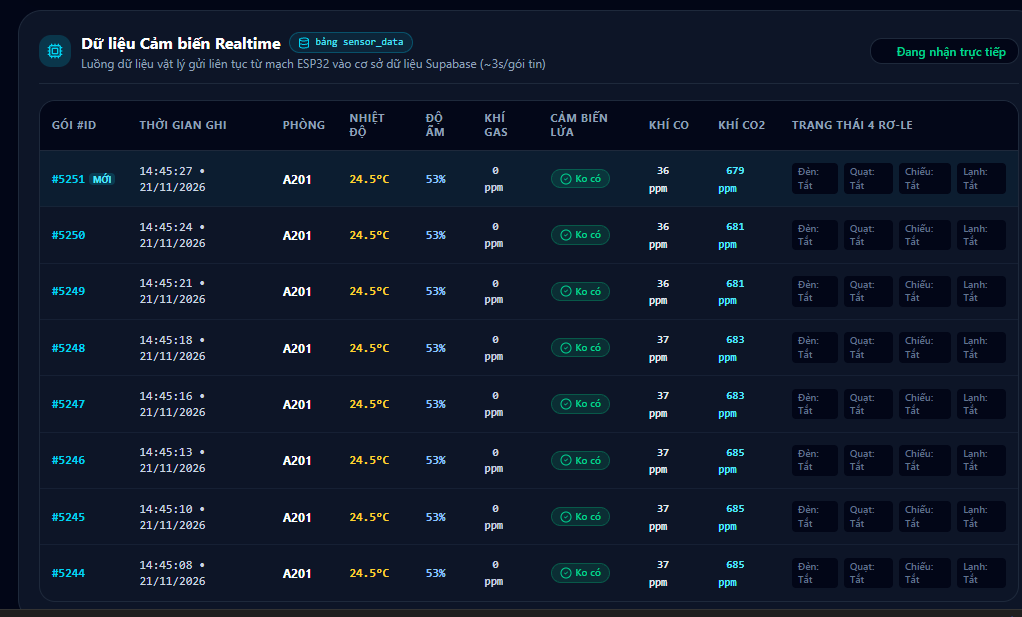 Dữ liệu Cảm biến Realtime bảng sensor_data
Luồng dữ liệu vật lý gửi liên tục từ mạch ESP32 vào cơ sở dữ liệu Supabase (~3s/gói tin)
Đang nhận trực tiếp
GÓI #ID THỜI GIAN GHI PHÒNG NHIỆT ĐỘ ĐỘ ẨM KHÍ GAS CẢM BIẾN LỬA KHÍ CO KHÍ CO2 TRẠNG THÁI 4 RƠ-LE
#5251 MỚI 14:45:27 • 21/11/2026 A201 24.5°C 53% 0 ppm Ko có 36 ppm 679 ppm Đèn: Tắt Quạt: Tắt Chiếu: Tắt Lạnh: Tắt
#5250 14:45:24 • 21/11/2026 A201 24.5°C 53% 0 ppm Ko có 36 ppm 681 ppm Đèn: Tắt Quạt: Tắt Chiếu: Tắt Lạnh: Tắt
#5249 14:45:21 • 21/11/2026 A201 24.5°C 53% 0 ppm Ko có 36 ppm 681 ppm Đèn: Tắt Quạt: Tắt Chiếu: Tắt Lạnh: Tắt
#5248 14:45:18 • 21/11/2026 A201 24.5°C 53% 0 ppm Ko có 37 ppm 683 ppm Đèn: Tắt Quạt: Tắt Chiếu: Tắt Lạnh: Tắt
#5247 14:45:16 • 21/11/2026 A201 24.5°C 53% 0 ppm Ko có 37 ppm 683 ppm Đèn: Tắt Quạt: Tắt Chiếu: Tắt Lạnh: Tắt
#5246 14:45:13 • 21/11/2026 A201 24.5°C 53% 0 ppm Ko có 37 ppm 685 ppm Đèn: Tắt Quạt: Tắt Chiếu: Tắt Lạnh: Tắt
#5245 14:45:10 • 21/11/2026 A201 24.5°C 53% 0 ppm Ko có 37 ppm 685 ppm Đèn: Tắt Quạt: Tắt Chiếu: Tắt Lạnh: Tắt
#5244 14:45:08 • 21/11/2026 A201 24.5°C 53% 0 ppm Ko có 37 ppm 685 ppm Đèn: Tắt Quạt: Tắt Chiếu: Tắt Lạnh: Tắt